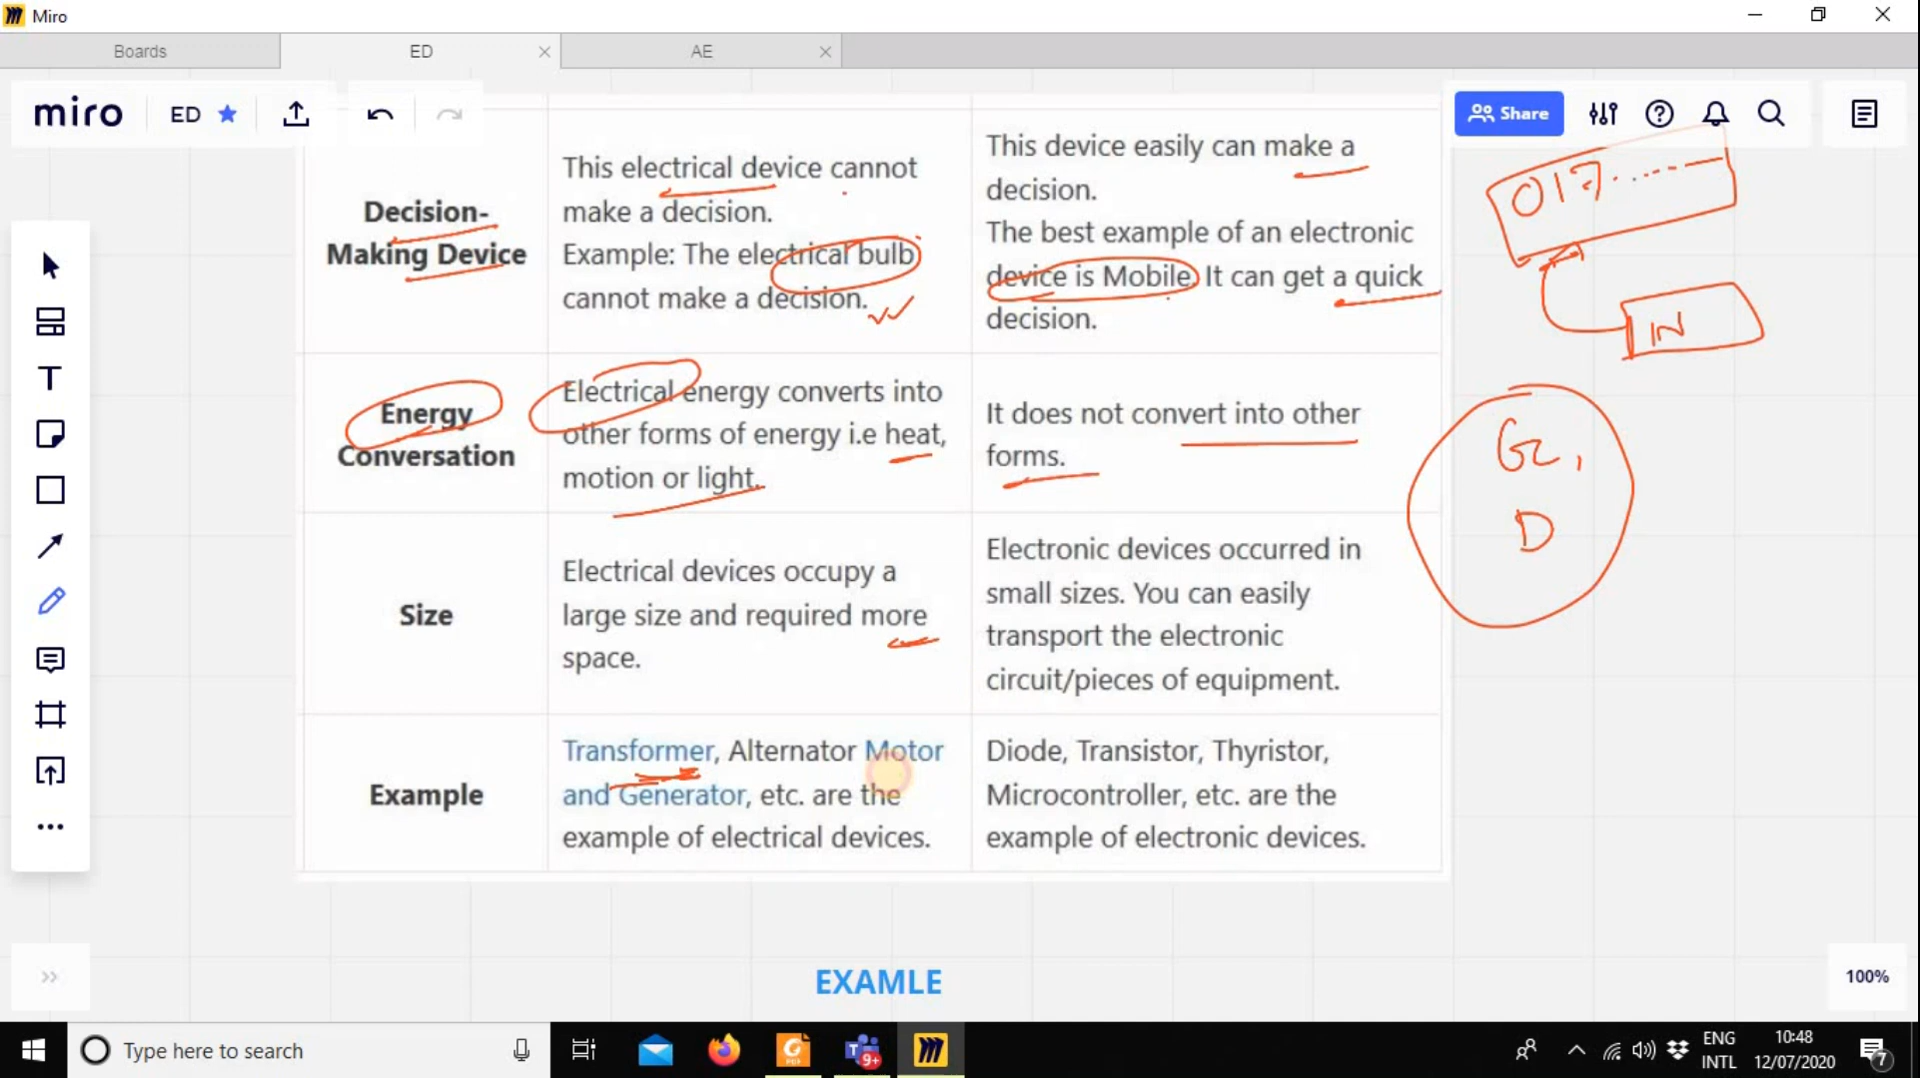 Miro
Boards
ED
AE
miro
ED
Share
Decision-
Making Device
This electrical device cannot
make a decision.
Example: The electrical bulb
cannot make a decision.
This device easily can make a
decision.
The best example of an electronic
device is Mobile. It can get a quick
decision.
017
IN
Energy
Conversation
Electrical energy converts into
other forms of energy i.e heat,
motion or light.
It does not convert into other
forms.
D
Size
Electrical devices occupy a
large size and required more
space.
Electronic devices occurred in
small sizes. You can easily
transport the electronic
circuit/pieces of equipment.
Example
Transformer, Alternator Motor
and Generator, etc. are the
example of electrical devices.
Diode, Transistor, Thyristor,
Microcontroller, etc. are the
example of electronic devices.
T
EXAMLE
100%
Type here to search
PDF
9+
ENG
INTL
10:48
12/07/2020
7